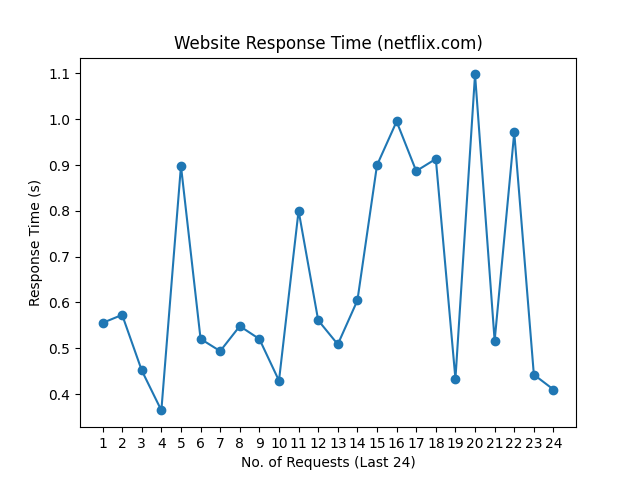 Website Response Time (netflix.com)
Response Time (s)
1.1
1.0
0.9
0.8
0.7
0.6
0.5
0.4
1 2 3 4 5 6 7 8 9 10 11 12 13 14 15 16 17 18 19 20 21 22 23 24
No. of Requests (Last 24)